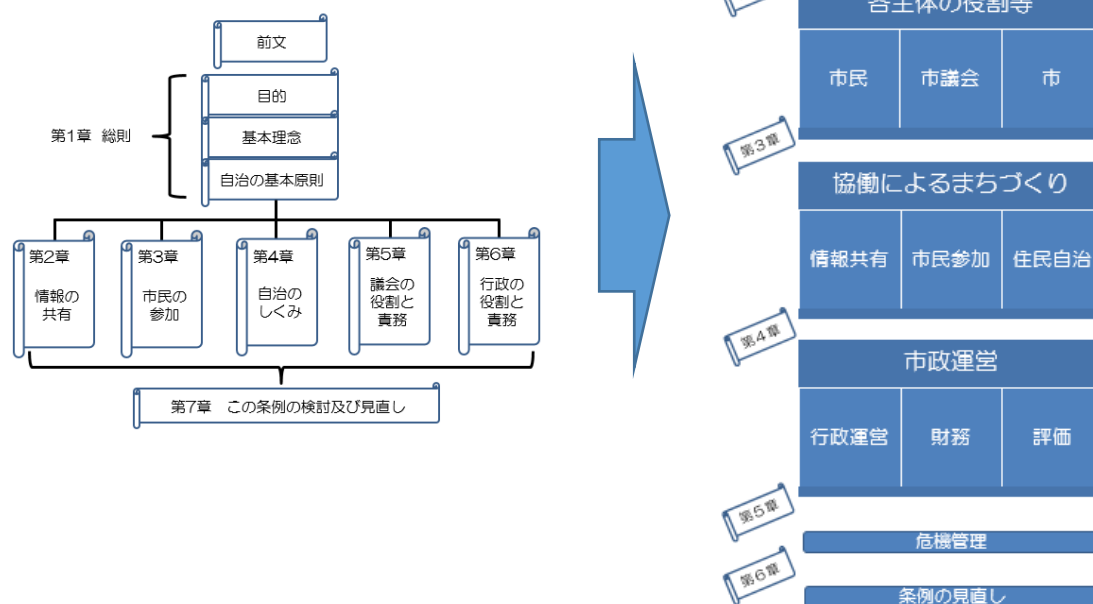 前文
目的
第1章 総則
基本理念
自治の基本原則
第2章
情報の
共有
第3章
市民の
参加
第4章
自治の
しくみ
第5章
議会の
役割と
責務
第6章
行政の
役割と
責務
第7章 この条例の検討及び見直し
各主体の役割等
市民
市議会
市
第3章
協働によるまちづくり
情報共有
市民参加
住民自治
第4章
市政運営
行政運営
財務
評価
第5章
危機管理
第6章
条例の見直し